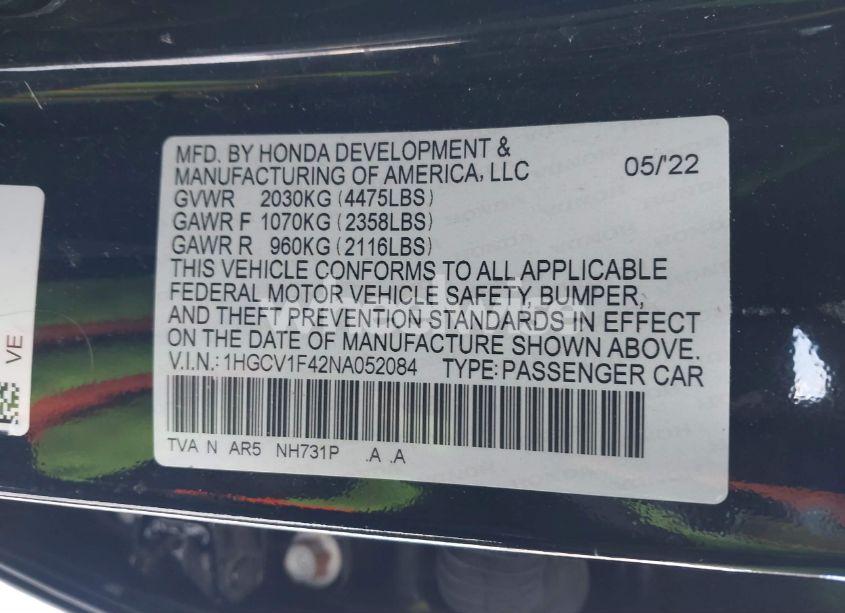 MFD. BY HONDA DEVELOPMENT &
MANUFACTURING OF AMERICA, LLC 05/'22
GVWR 2030KG (4475LBS)
GAWR F 1070KG (2358LBS)
GAWR R 960KG (2116LBS)
THIS VEHICLE CONFORMS TO ALL APPLICABLE
FEDERAL MOTOR VEHICLE SAFETY, BUMPER,
AND THEFT PREVENTION STANDARDS IN EFFECT
ON THE DATE OF MANUFACTURE SHOWN ABOVE.
V.I.N.: 1HGCV1F42NA052084 TYPE: PASSENGER CAR
TVA N AR5 NH731P .A .A
VE